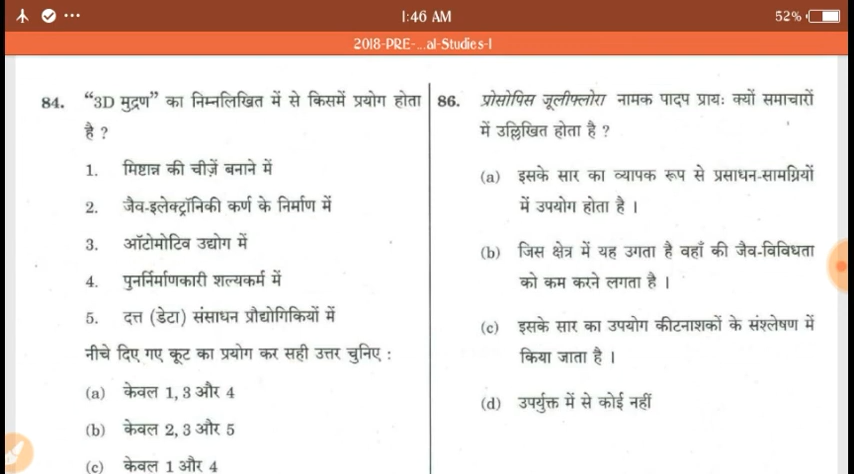 1:46 AM
52%
2018-PRE-...al-Studies-I
84. “3D मुद्रण” का निम्नलिखित में से किसमें प्रयोग होता
है ?
1. मिष्टान्न की चीज़ें बनाने में
2. जैव-इलेक्ट्रॉनिकी कर्ण के निर्माण में
3. ऑटोमोटिव उद्योग में
4. पुनर्निर्माणकारी शल्यकर्म में
5. दत्त (डेटा) संसाधन प्रौद्योगिकियों में
नीचे दिए गए कूट का प्रयोग कर सही उत्तर चुनिए :
(a) केवल 1, 3 और 4
(b) केवल 2, 3 और 5
(c) केवल 1 और 4
86. प्रोसोपिस जूलीफ्लोरा नामक पादप प्रायः क्यों समाचारों
में उल्लिखित होता है ?
(a) इसके सार का व्यापक रूप से प्रसाधन-सामग्रियों
में उपयोग होता है ।
(b) जिस क्षेत्र में यह उगता है वहाँ की जैव-विविधता
को कम करने लगता है ।
(c) इसके सार का उपयोग कीटनाशकों के संश्लेषण में
किया जाता है ।
(d) उपर्युक्त में से कोई नहीं